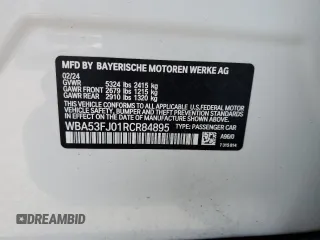 MFD BY BAYERISCHE MOTOREN WERKE AG
02/24
GVWR 5324 lbs 2415 kg
GAWR FRONT 2679 lbs 1215 kg
GAWR REAR 2910 lbs 1320 kg
THIS VEHICLE CONFORMS TO ALL APPLICABLE FEDERAL MOTOR VEHICLE SAFETY, BUMPER, AND THEFT PREVENTION STANDARDS IN EFFECT ON THE DATE OF MANUFACTURE SHOWN ABOVE.
WBA53FJ01RCR84895 TYPE: PASSENGER CAR
DREAMBID